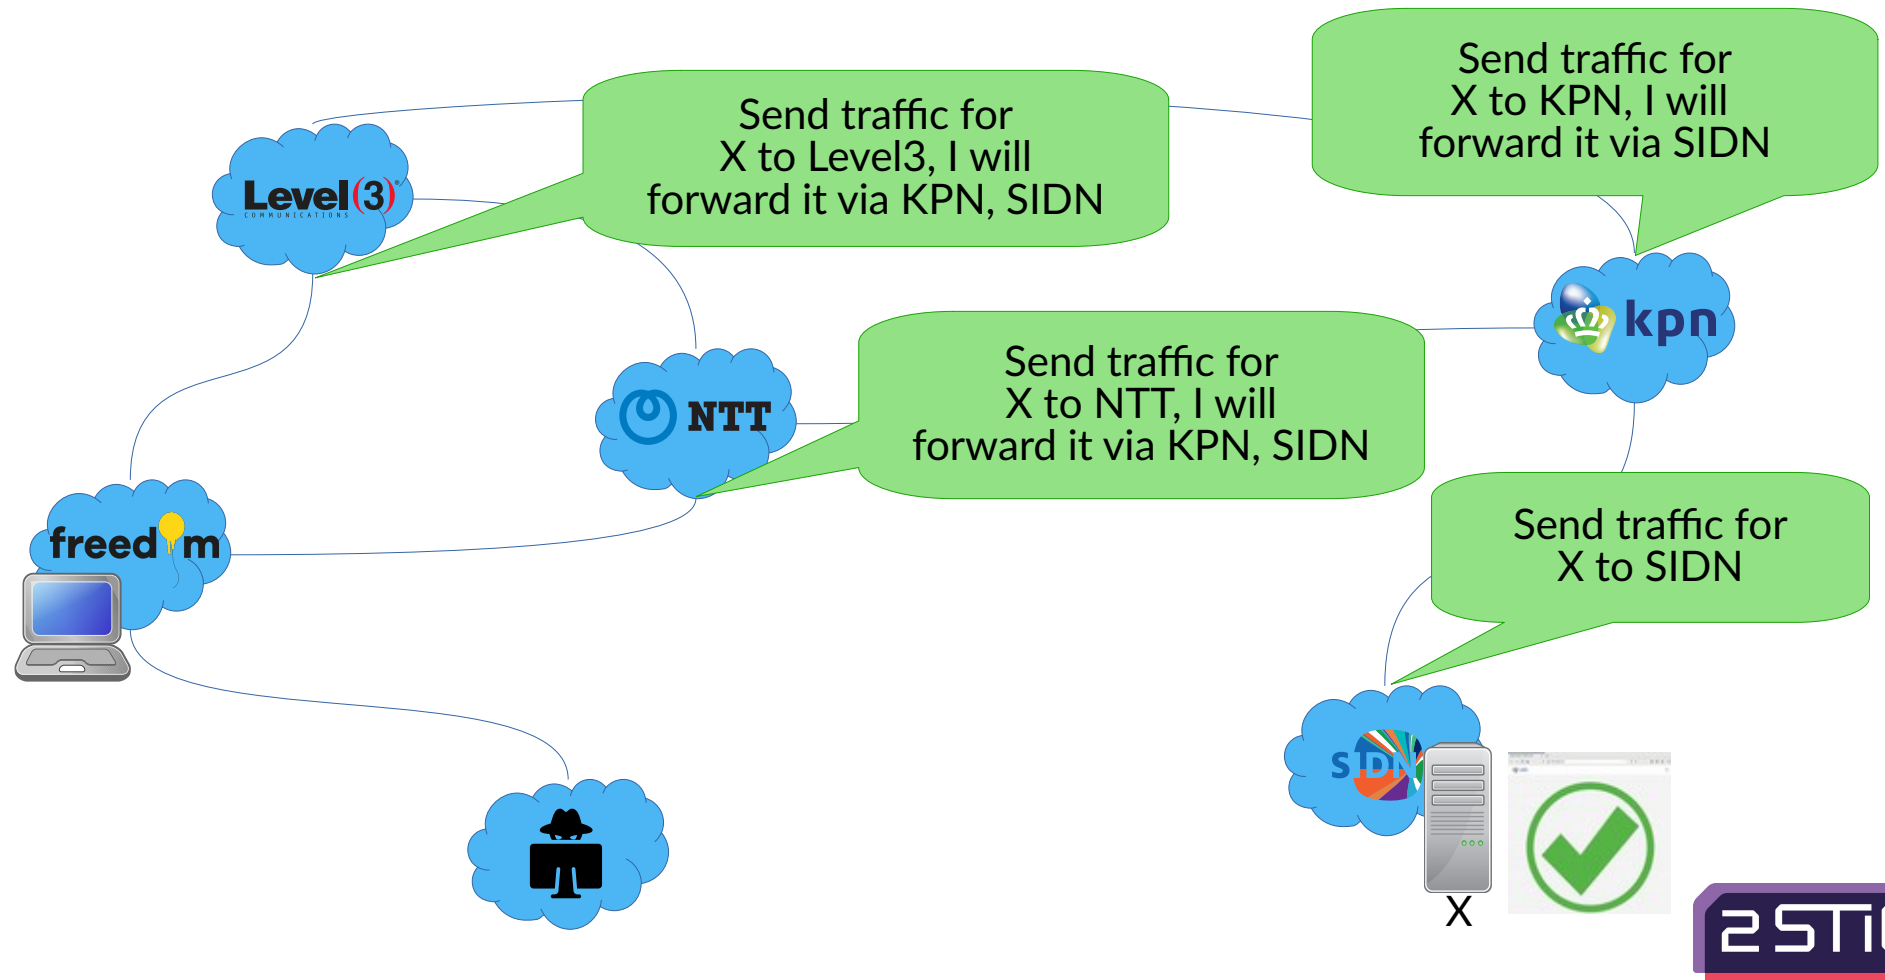 Send traffic for
X to KPN, I will
forward it via SIDN
Send traffic for
X to Level3, I will
forward it via KPN, SIDN
Level(3)
COMMUNICATIONS
kpn
Send traffic for
X to NTT, I will
forward it via KPN, SIDN
NTT
freed m
Send traffic for
X to SIDN
SIDN
X
2STi